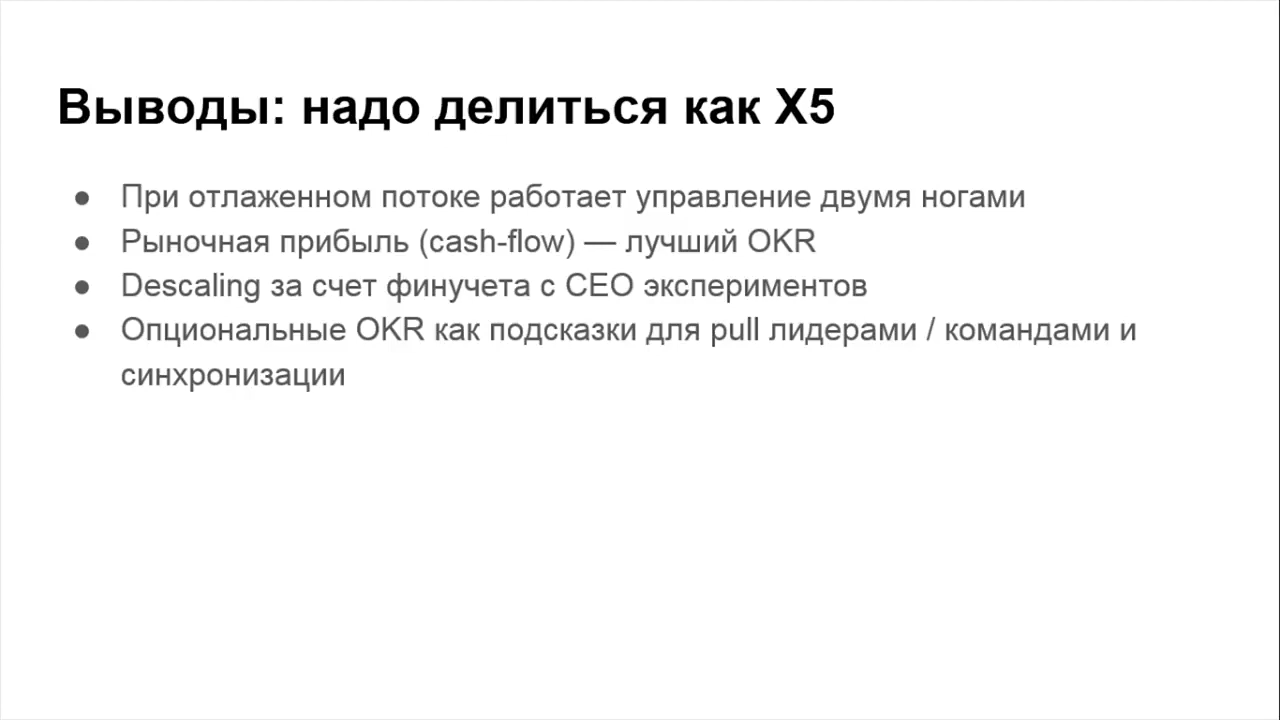 Выводы: надо делиться как X5
● При отлаженном потоке работает управление двумя ногами
● Рыночная прибыль (cash-flow) — лучший OKR
● Descaling за счет финучета с CEO экспериментов
● Опциональные OKR как подсказки для pull лидерами / командами и
синхронизации